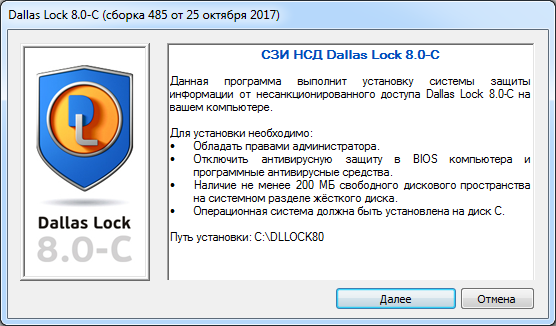 Dallas Lock 8.0-C (сборка 485 от 25 октября 2017)
СЗИ НСД Dallas Lock 8.0-C
Данная программа выполнит установку системы защиты
информации от несанкционированного доступа Dallas Lock 8.0-C на
вашем компьютере.
Для установки необходимо:
• Обладать правами администратора.
• Отключить антивирусную защиту в BIOS компьютера и
программные антивирусные средства.
• Наличие не менее 200 МБ свободного дискового пространства
на системном разделе жёсткого диска.
• Операционная система должна быть установлена на диск C.
Путь установки: C:\DLLOCK80
DL
Dallas Lock
8.0-C
Далее
Отмена